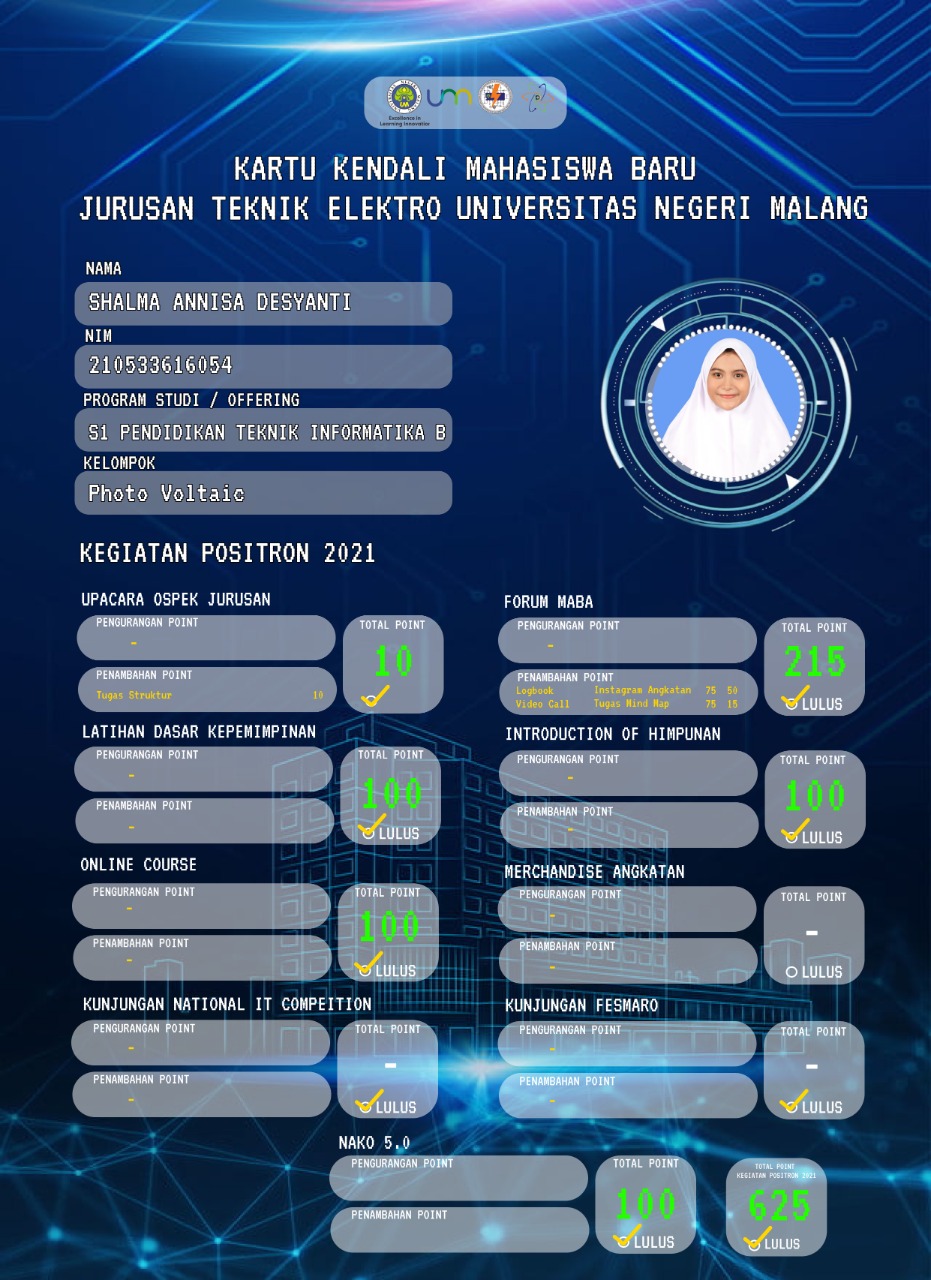 Excellence in
Learning Innovation
KARTU KENDALI MAHASISWA BARU
JURUSAN TEKNIK ELEKTRO UNIVERSITAS NEGERI MALANG
NAMA
SHALMA ANNISA DESYANTI
NIM
210533616054
PROGRAM STUDI / OFFERING
S1 PENDIDIKAN TEKNIK INFORMATIKA B
KELOMPOK
Photo Voltaic
KEGIATAN POSITRON 2021
UPACARA OSPEK JURUSAN
PENGURANGAN POINT
-
PENAMBAHAN POINT
Tugas Struktur 10
TOTAL POINT
10
FORUM MABA
PENGURANGAN POINT
-
PENAMBAHAN POINT
Logbook Instagram Angkatan 75 50
Video Call Tugas Mind Map 75 15
TOTAL POINT
215
LULUS
LATIHAN DASAR KEPEMIMPINAN
PENGURANGAN POINT
-
PENAMBAHAN POINT
-
TOTAL POINT
100
LULUS
INTRODUCTION OF HIMPUNAN
PENGURANGAN POINT
-
PENAMBAHAN POINT
-
TOTAL POINT
100
LULUS
ONLINE COURSE
PENGURANGAN POINT
-
PENAMBAHAN POINT
-
TOTAL POINT
100
LULUS
MERCHANDISE ANGKATAN
PENGURANGAN POINT
-
PENAMBAHAN POINT
-
TOTAL POINT
-
LULUS
KUNJUNGAN NATIONAL IT COMPEITION
PENGURANGAN POINT
-
PENAMBAHAN POINT
-
TOTAL POINT
-
LULUS
KUNJUNGAN FESMARO
PENGURANGAN POINT
-
PENAMBAHAN POINT
-
TOTAL POINT
-
LULUS
NAKO 5.0
PENGURANGAN POINT
PENAMBAHAN POINT
TOTAL POINT
100
LULUS
TOTAL POINT
KEGIATAN POSITRON 2021
625
LULUS